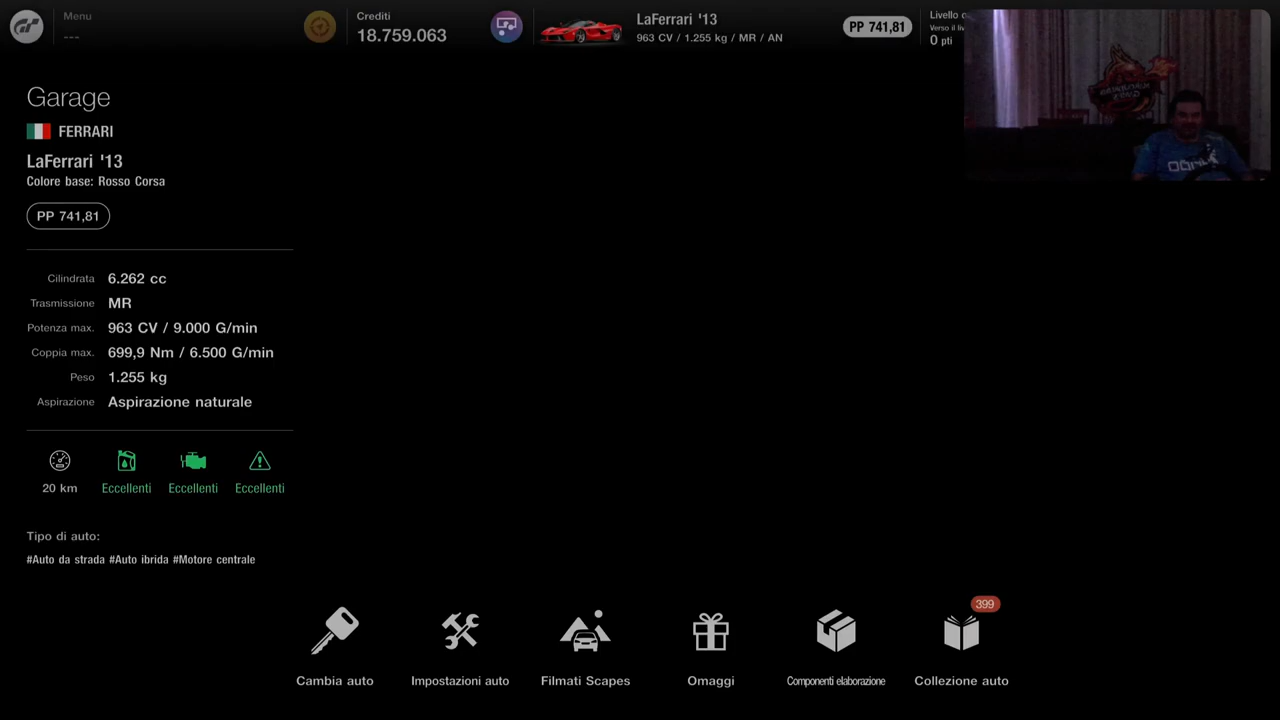 Menu
---
Crediti
18.759.063
LaFerrari '13
963 CV / 1.255 kg / MR / AN
PP 741,81
Livello
Verso il
0 pti
Garage
FERRARI
LaFerrari '13
Colore base: Rosso Corsa
PP 741,81
Cilindrata 6.262 cc
Trasmissione MR
Potenza max. 963 CV / 9.000 G/min
Coppia max. 699,9 Nm / 6.500 G/min
Peso 1.255 kg
Aspirazione Aspirazione naturale
20 km Eccellenti Eccellenti Eccellenti
Tipo di auto:
#Auto da strada #Auto ibrida #Motore centrale
399
Cambia auto Impostazioni auto Filmati Scapes Omaggi Componenti elaborazione Collezione auto